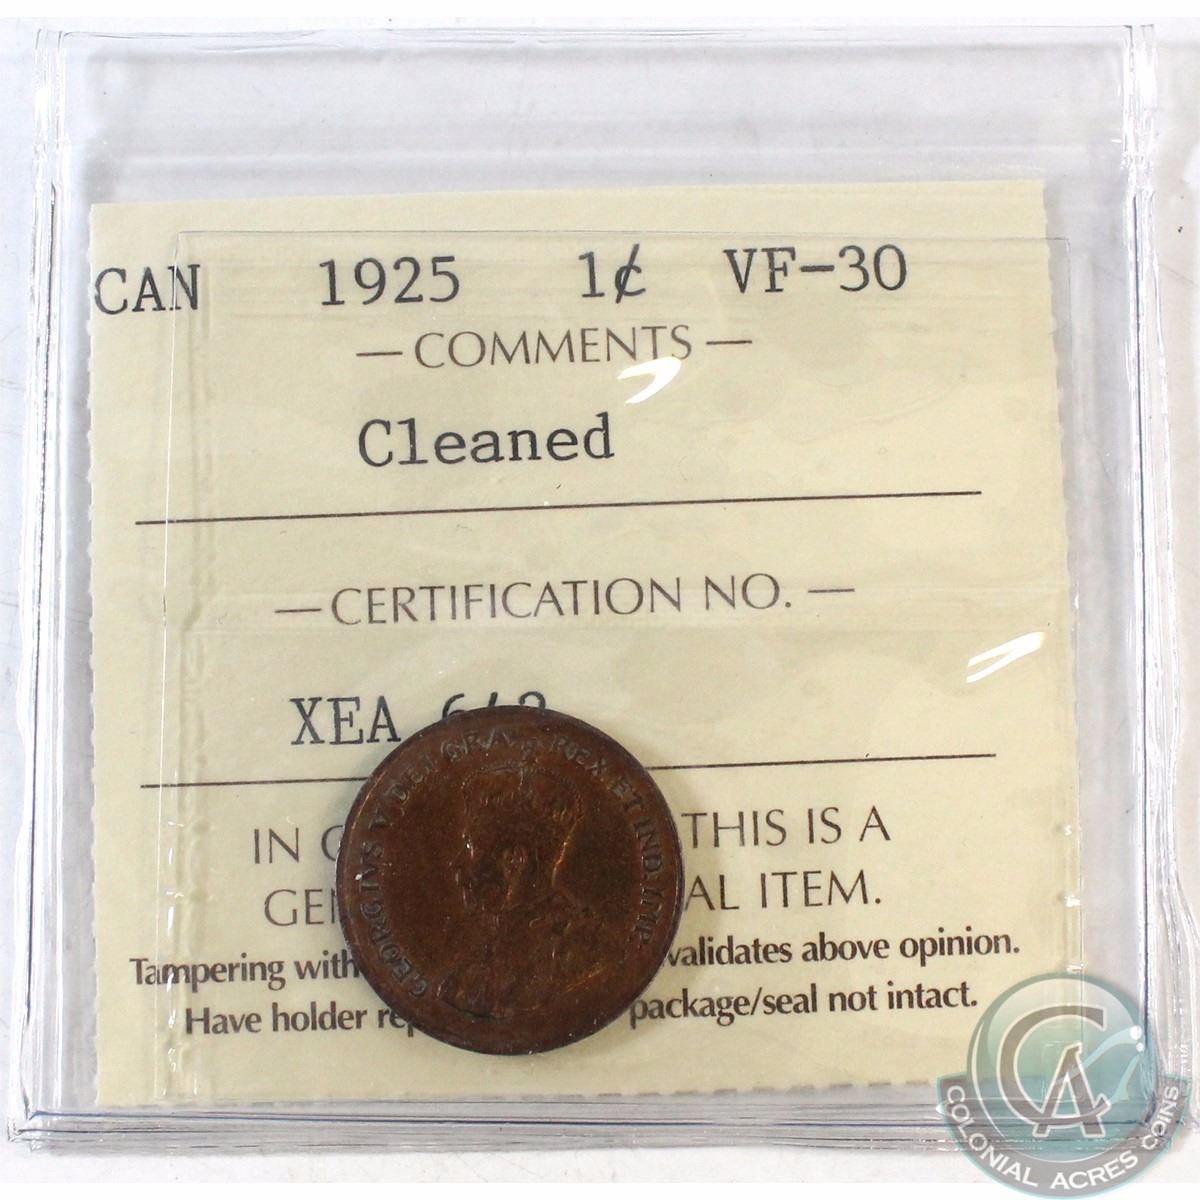 CAN 1925 1¢ VF-30
— COMMENTS —
Cleaned
— CERTIFICATION NO. —
XEA
IN THIS IS A
AL ITEM.
Tampering with validates above opinion.
Have holder package/seal not intact.
GEORGIVS V DEI GRA: REX ET IND: IMP:
CA
COLONIAL ACRES COINS